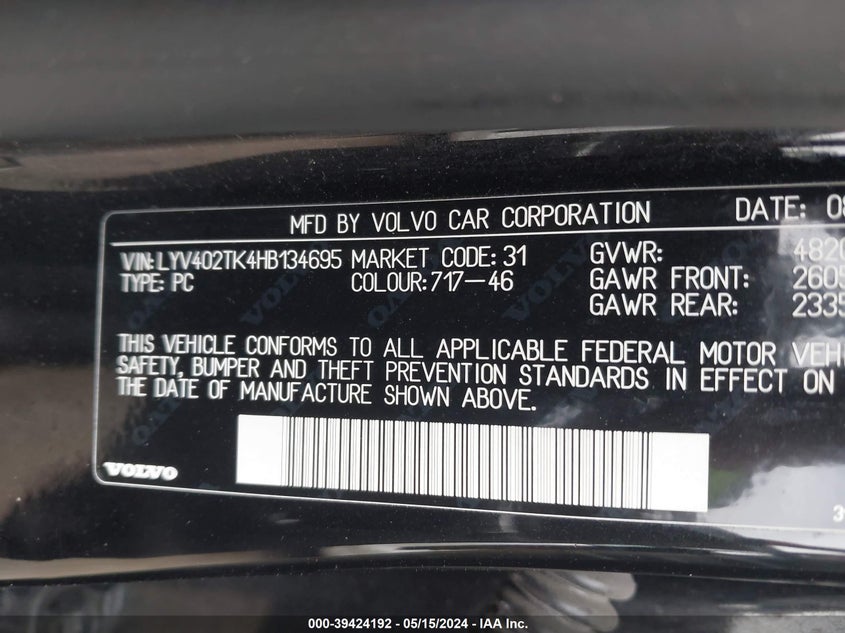 MFD BY VOLVO CAR CORPORATION DATE: 08
VIN: LYV402TK4HB134695 MARKET CODE: 31 GVWR: 4820
TYPE: PC COLOUR: 717-46 GAWR FRONT: 2605
GAWR REAR: 2335
THIS VEHICLE CONFORMS TO ALL APPLICABLE FEDERAL MOTOR VEHI
SAFETY, BUMPER AND THEFT PREVENTION STANDARDS IN EFFECT ON
THE DATE OF MANUFACTURE SHOWN ABOVE.
VOLVO
000-39424192 - 05/15/2024 - IAA Inc.